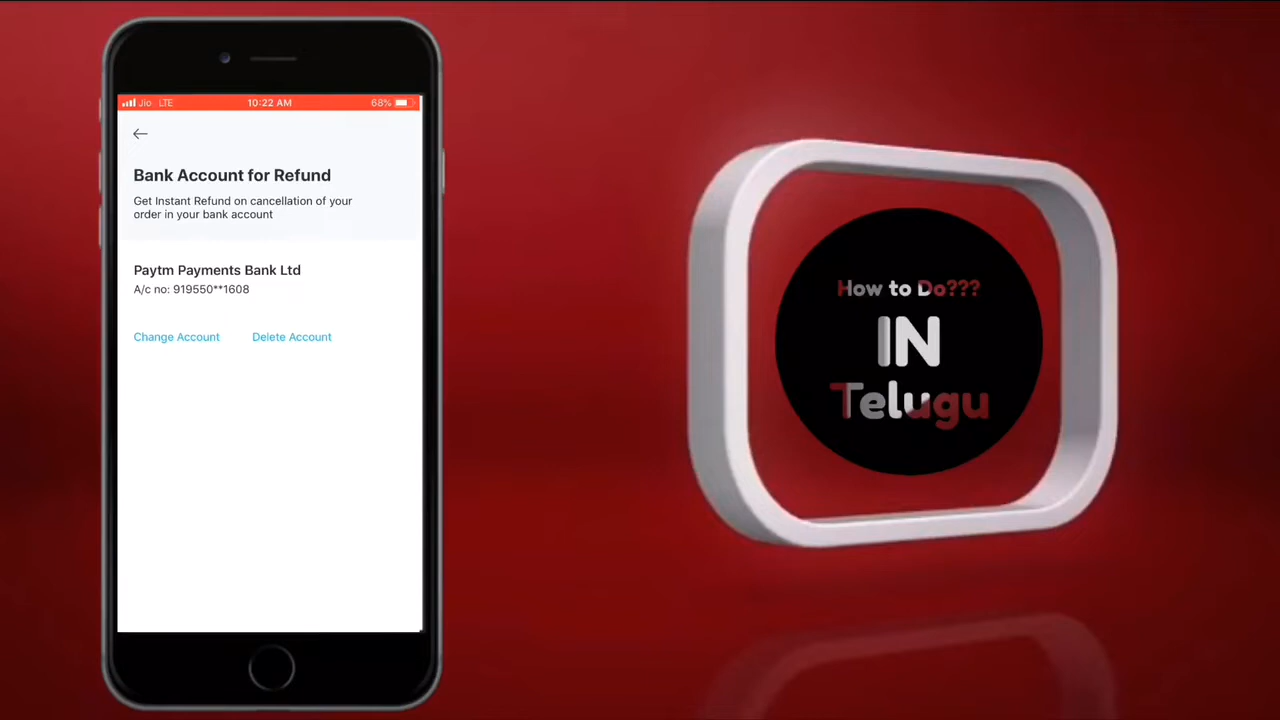 Jio LTE 10:22 AM 68%
Bank Account for Refund
Get Instant Refund on cancellation of your
order in your bank account
Paytm Payments Bank Ltd
A/c no: 919550**1608
Change Account Delete Account
How to Do???
IN
Telugu